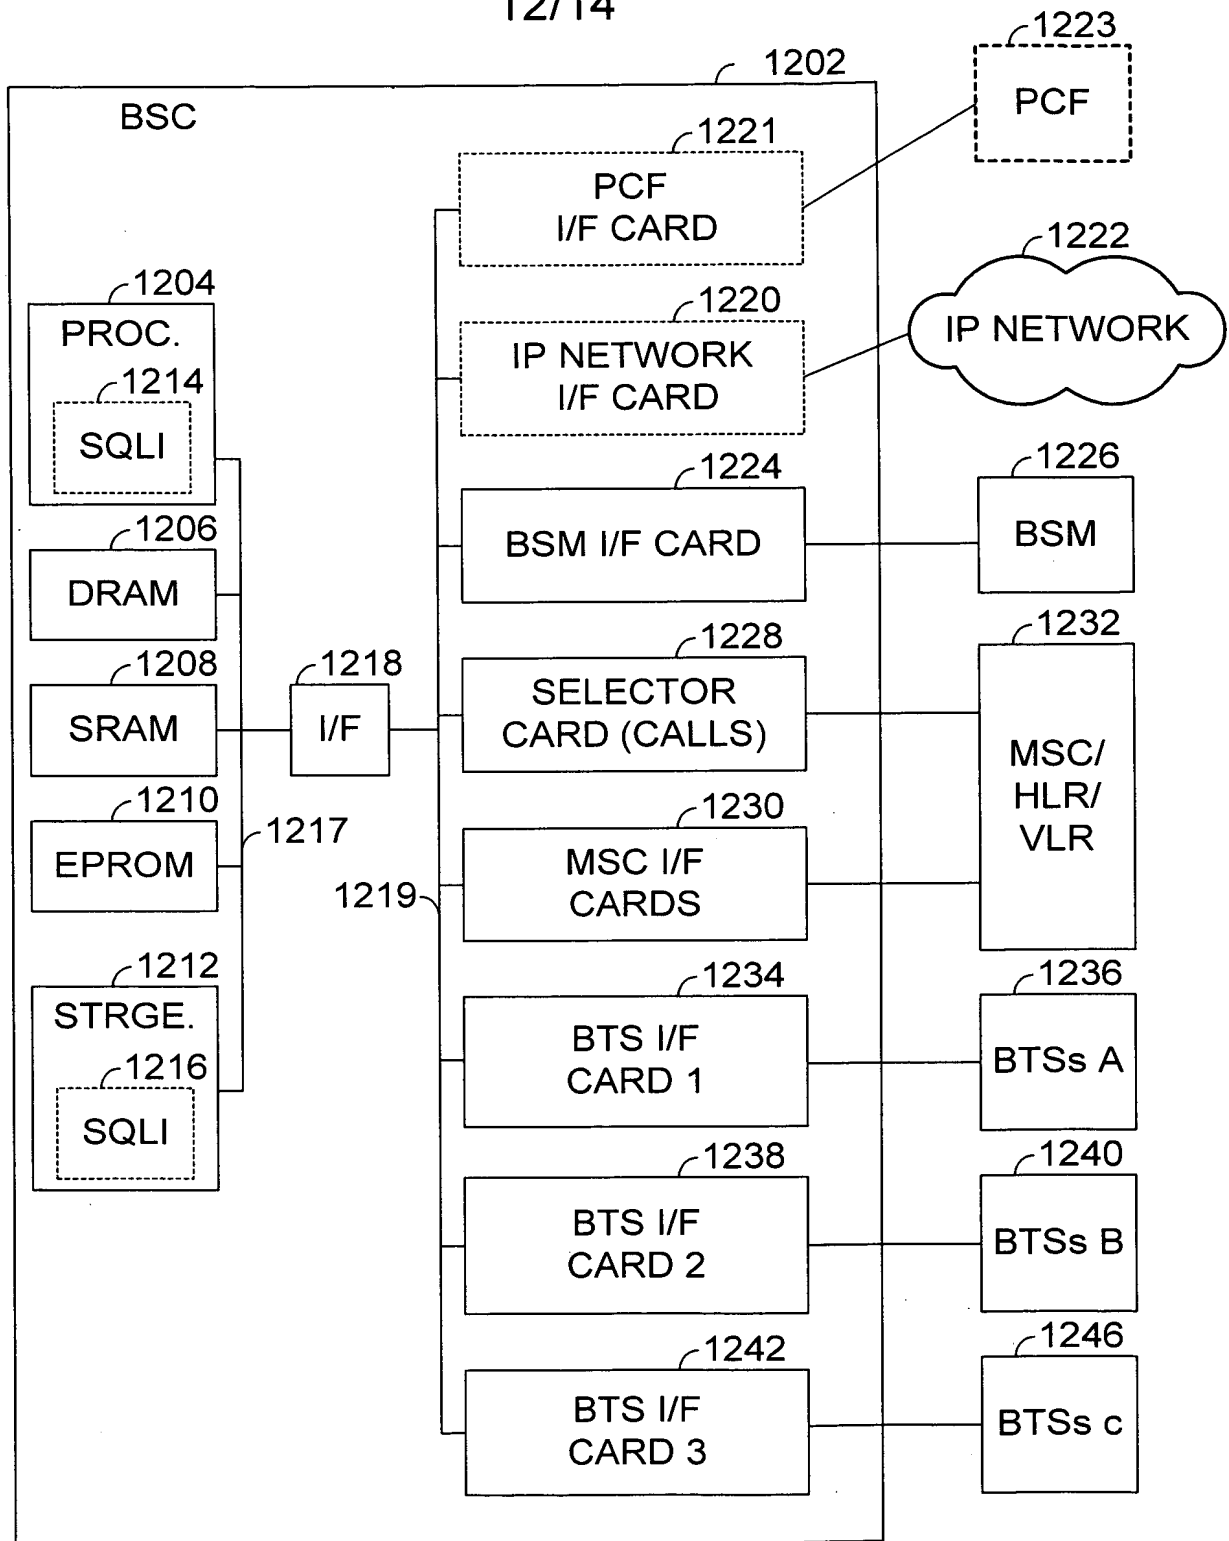 12/14
1202
1223
BSC
PCF
1221
PCF
I/F CARD
1222
IP NETWORK
1204
PROC.
1220
IP NETWORK
I/F CARD
1214
SQLI
1224
BSM I/F CARD
1226
BSM
1206
DRAM
1228
SELECTOR
CARD (CALLS)
1232
MSC/
HLR/
VLR
1208
SRAM
1218
I/F
1210
EPROM
1217
1230
MSC I/F
CARDS
1219
1212
STRGE.
1234
BTS I/F
CARD 1
1236
BTSs A
1216
SQLI
1238
BTS I/F
CARD 2
1240
BTSs B
1242
BTS I/F
CARD 3
1246
BTSs c